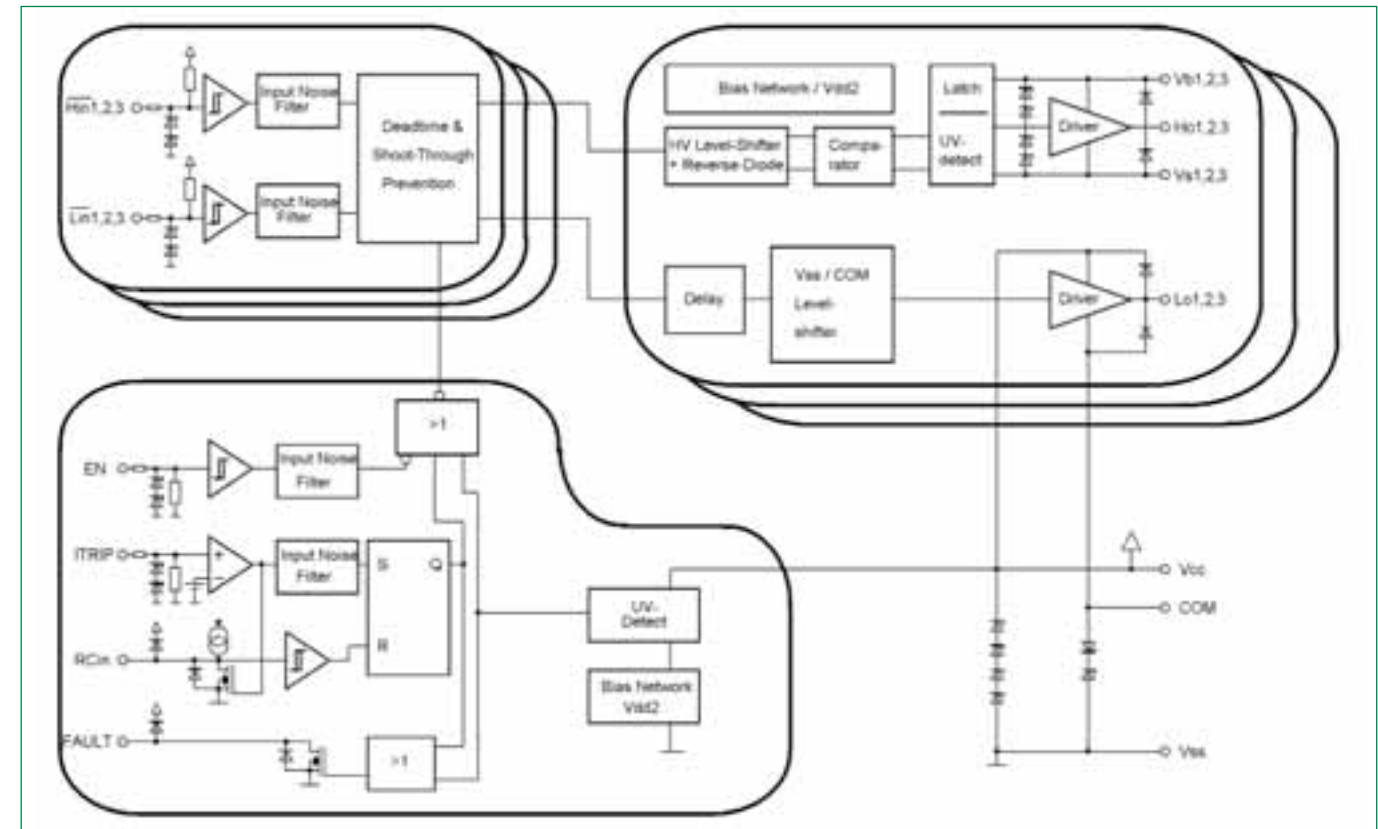 Hin1,2,3
Input Noise
Filter
Deadtime &
Shoot-Through
Prevention
Lin1,2,3
Input Noise
Filter
Bias Network / Vdd2
HV Level-Shifter
+ Reverse-Diode
Compa-
rator
Latch
UV-
detect
Driver
Vb1,2,3
Ho1,2,3
Vs1,2,3
Delay
Vss / COM
Level-
shifter
Driver
Lo1,2,3
>1
EN
Input Noise
Filter
ITRIP
+
−
Input Noise
Filter
S
Q
R
RCin
FAULT
>1
UV-
Detect
Bias Network
Vdd2
Vcc
COM
Vss